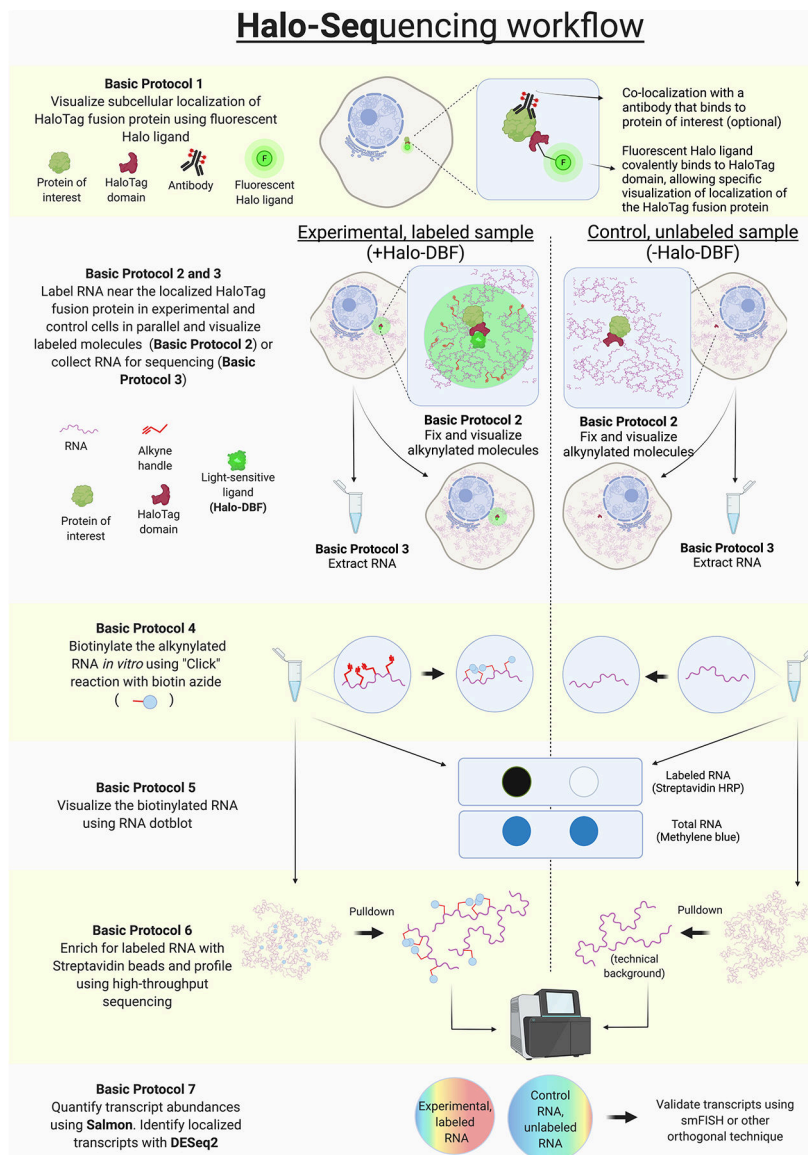 Halo-Sequencing workflow
Basic Protocol 1
Visualize subcellular localization of
HaloTag fusion protein using fluorescent
Halo ligand
Protein of
interest
HaloTag
domain
Antibody
F
Fluorescent
Halo ligand
F
Co-localization with a
antibody that binds to
protein of interest (optional)
Fluorescent Halo ligand
covalently binds to HaloTag
domain, allowing specific
visualization of localization of
the HaloTag fusion protein
Experimental, labeled sample
(+Halo-DBF)
Control, unlabeled sample
(-Halo-DBF)
Basic Protocol 2 and 3
Label RNA near the localized HaloTag
fusion protein in experimental and
control cells in parallel and visualize
labeled molecules (Basic Protocol 2) or
collect RNA for sequencing (Basic
Protocol 3)
RNA
Alkyne
handle
Light-sensitive
ligand
(Halo-DBF)
Protein of
interest
HaloTag
domain
Basic Protocol 2
Fix and visualize
alkynylated molecules
Basic Protocol 2
Fix and visualize
alkynylated molecules
Basic Protocol 3
Extract RNA
Basic Protocol 3
Extract RNA
Basic Protocol 4
Biotinylate the alkynylated
RNA in vitro using "Click"
reaction with biotin azide
( )
Basic Protocol 5
Visualize the biotinylated RNA
using RNA dotblot
Labeled RNA
(Streptavidin HRP)
Total RNA
(Methylene blue)
Basic Protocol 6
Enrich for labeled RNA with
Streptavidin beads and profile
using high-throughput
sequencing
Pulldown
Pulldown
(technical
background)
Basic Protocol 7
Quantify transcript abundances
using Salmon. Identify localized
transcripts with DESeq2
Experimental,
labeled
RNA
Control
RNA,
unlabeled
RNA
Validate transcripts using
smFISH or other
orthogonal technique